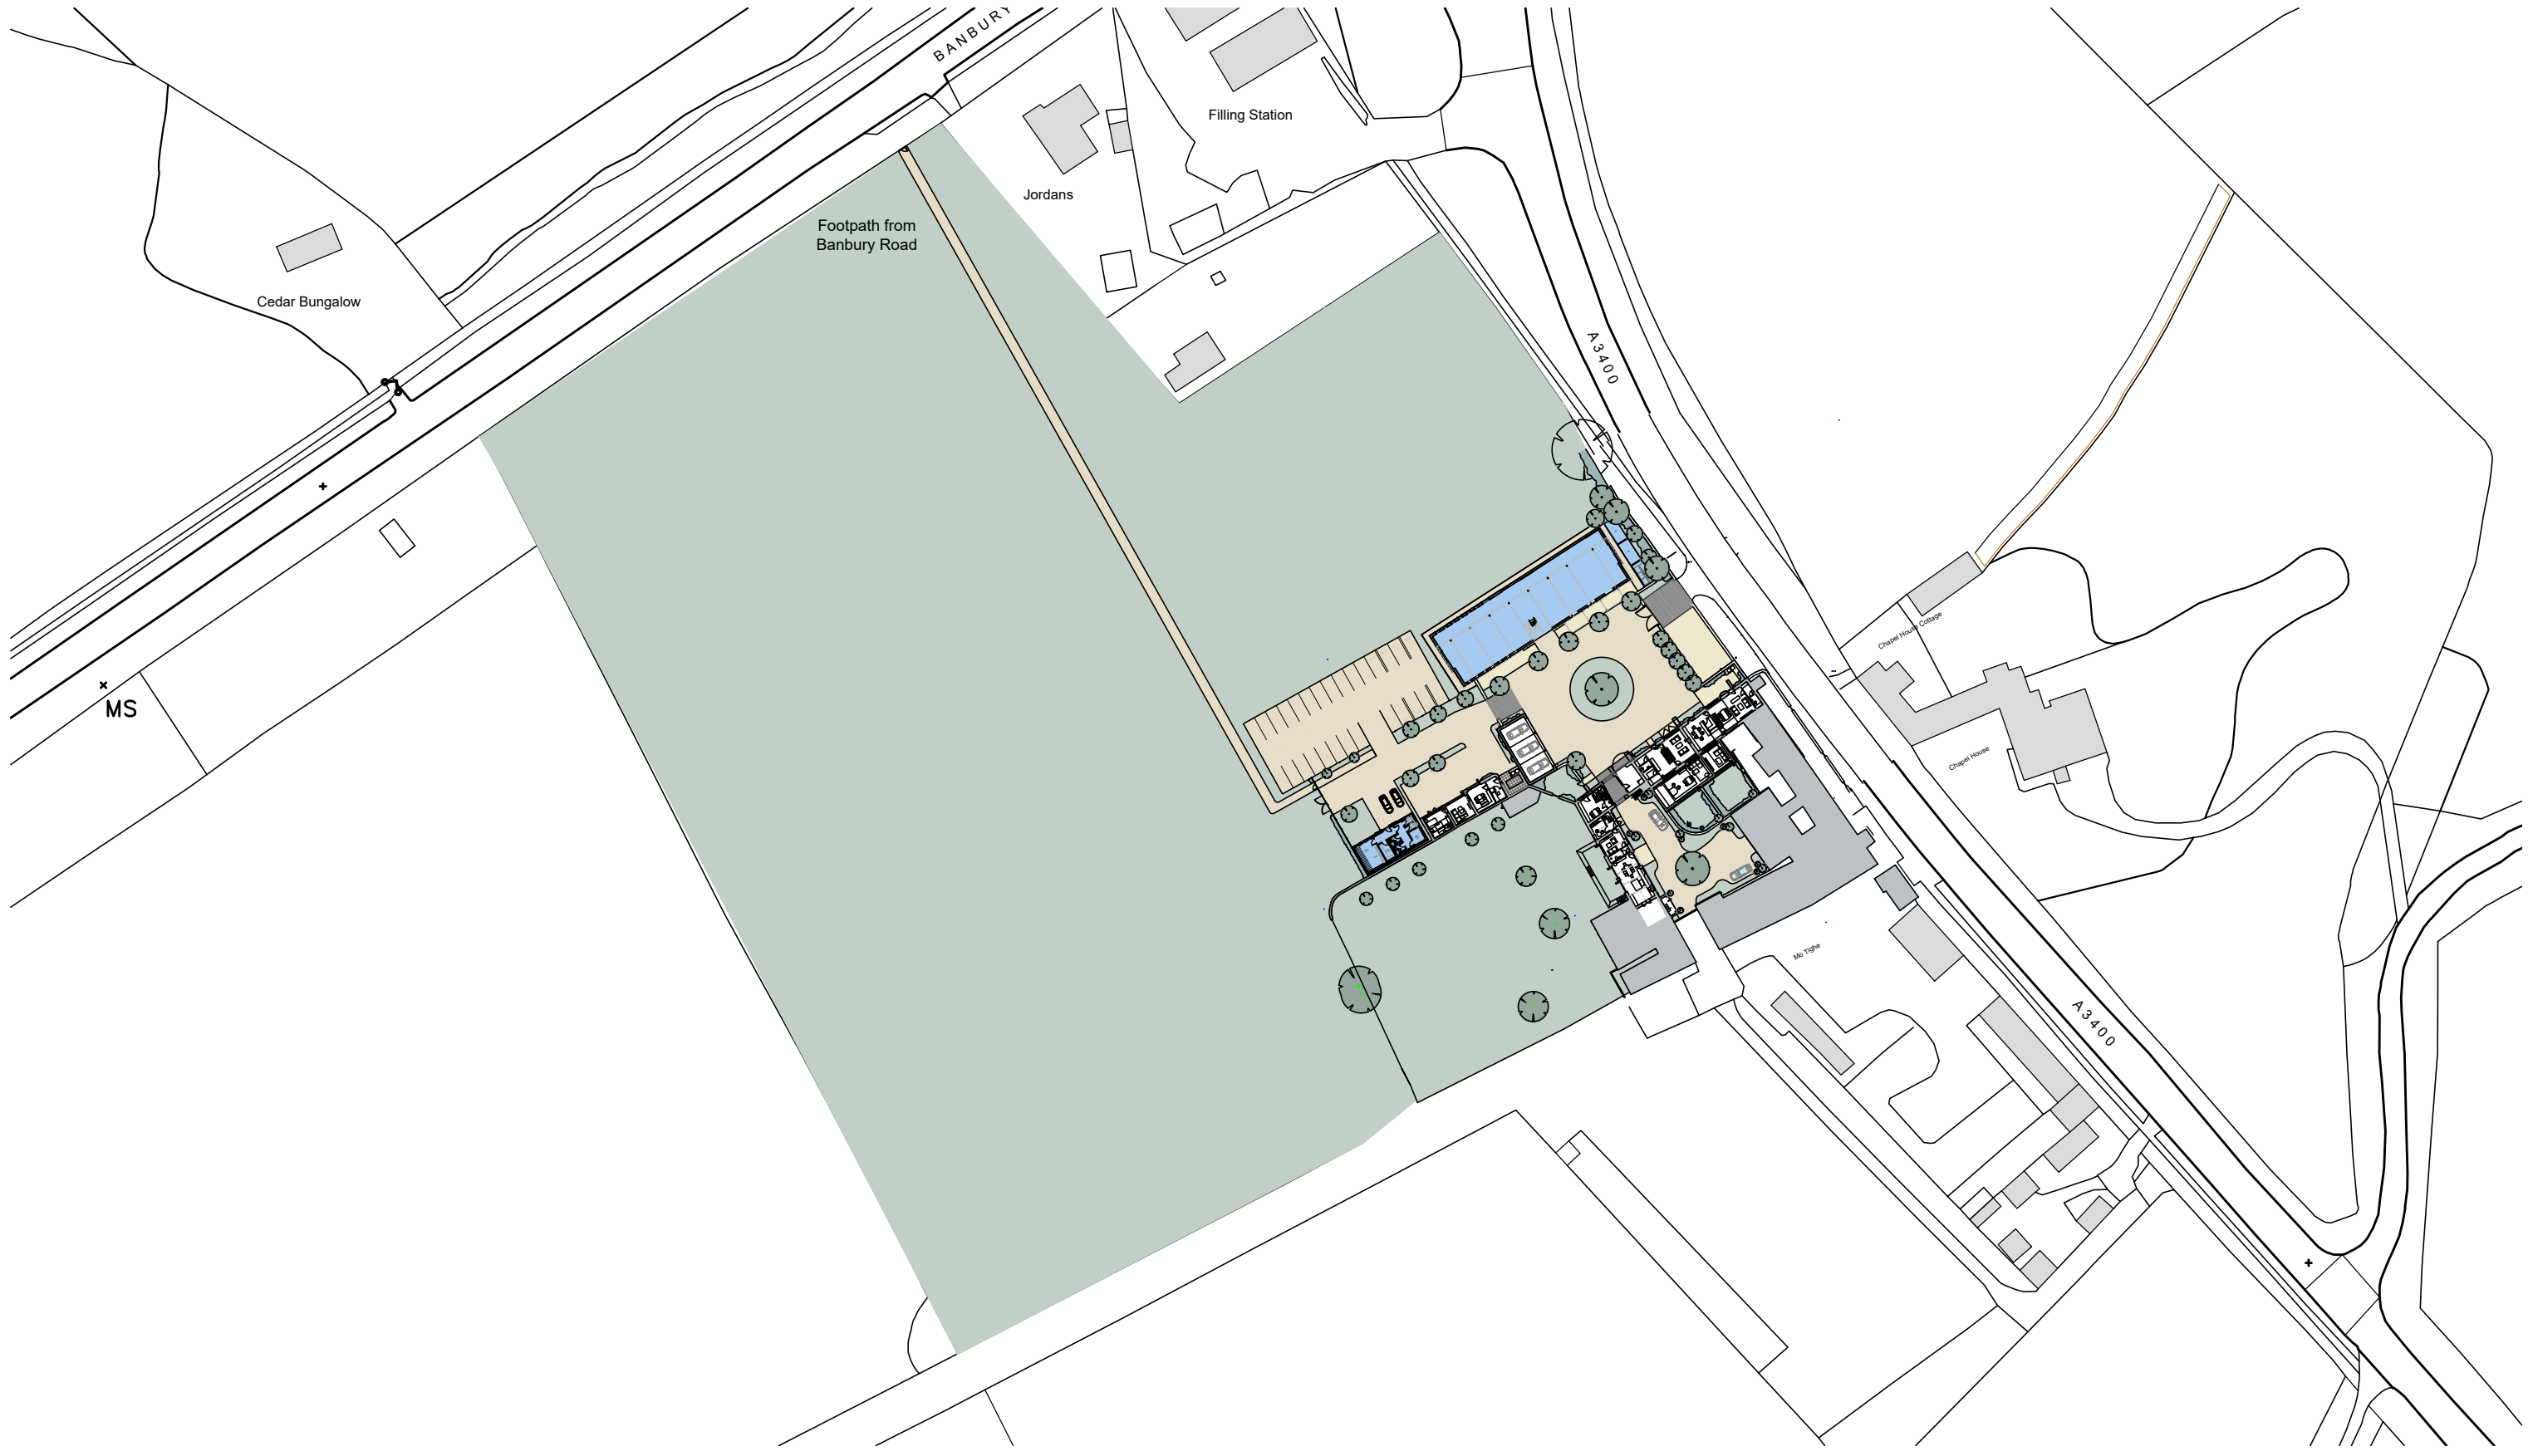 BANBURY
Filling Station
Jordans
Footpath from
Banbury Road
Cedar Bungalow
A3400
Chapel House Cottage
MS
Chapel House
Mo Tighe
A3400